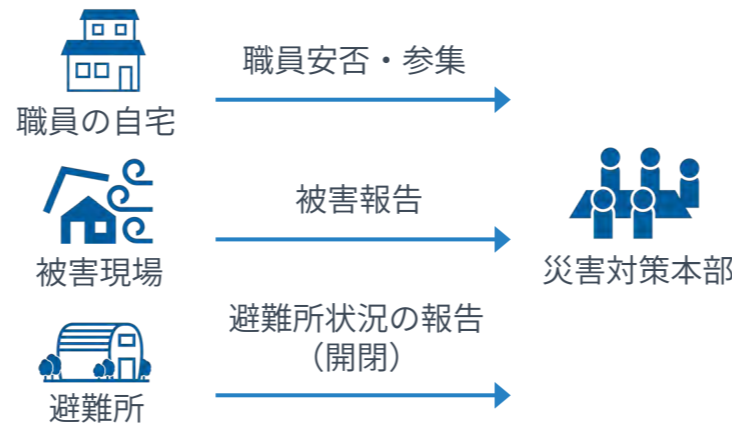 職員安否・参集
職員の自宅
被害報告
被害現場
災害対策本部
避難所状況の報告
（開閉）
避難所